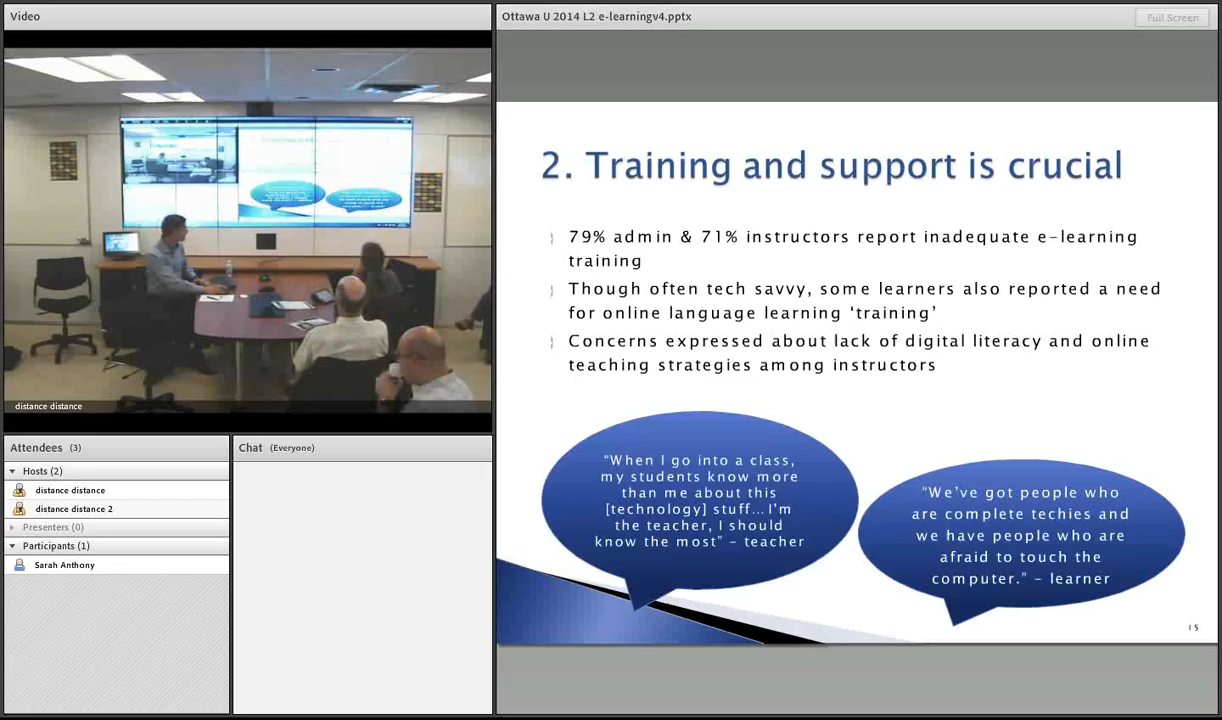 Video
Ottawa U 2014 L2 e-learningv4.pptx
Full Screen
distance distance
Attendees (3)
Hosts (2)
distance distance
distance distance 2
Presenters (0)
Participants (1)
Sarah Anthony
Chat (Everyone)
2. Training and support is crucial
79% admin & 71% instructors report inadequate e-learning
training
Though often tech savvy, some learners also reported a need
for online language learning ‘training’
Concerns expressed about lack of digital literacy and online
teaching strategies among instructors
“When I go into a class,
my students know more
than me about this
[technology] stuff...I’m
the teacher, I should
know the most” – teacher
“We’ve got people who
are complete techies and
we have people who are
afraid to touch the
computer.” – learner
15